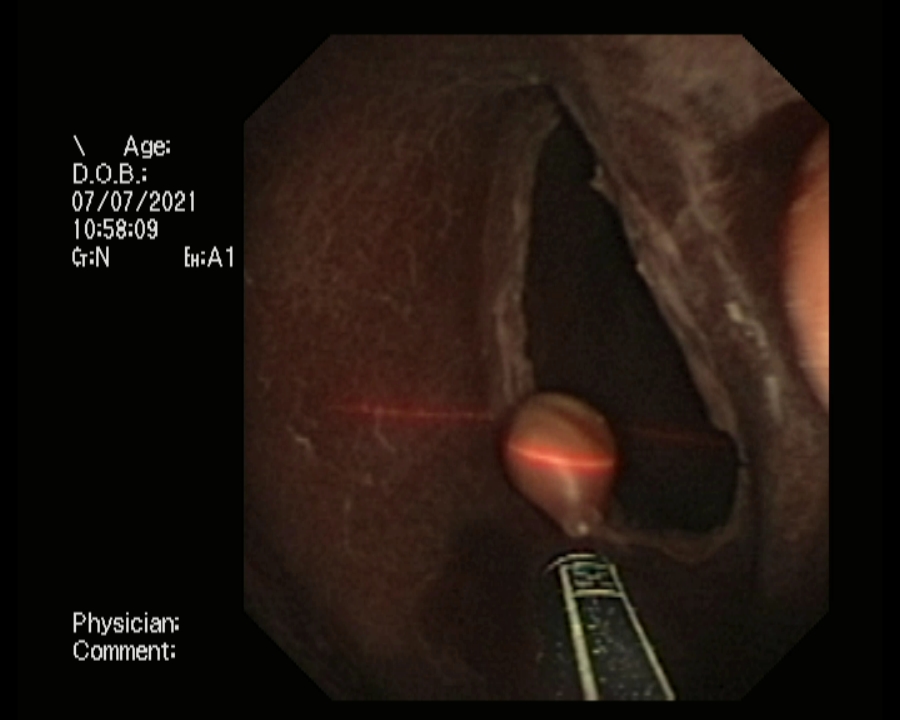 \ Age:
D.O.B.:
07/07/2021
10:58:09
Cr:N EH:A1
Physician:
Comment: